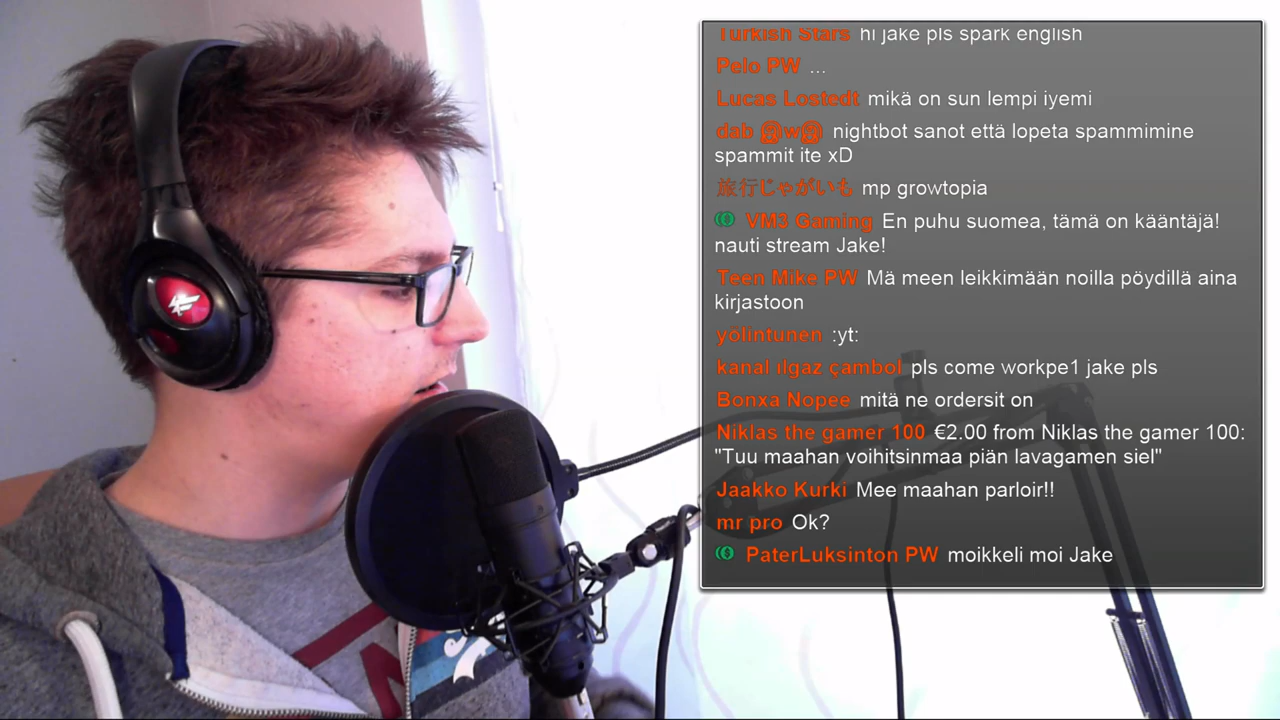 Turkish Stars hi jake pls spark english
Pelo PW ...
Lucas Lostedt mikä on sun lempi iyemi
dab @w@ nightbot sanot että lopeta spammimine
spammit ite xD
旅行じゃがいも mp growtopia
VM3 Gaming En puhu suomea, tämä on kääntäjä!
nauti stream Jake!
Teen Mike PW Mä meen leikkimään noilla pöydillä aina
kirjastoon
yölintunen :yt:
kanal ılgaz çambol pls come workpe1 jake pls
Bonxa Nopee mitä ne ordersit on
Niklas the gamer 100 €2.00 from Niklas the gamer 100:
"Tuu maahan voihitsinmaa piän lavagamen siel"
Jaakko Kurki Mee maahan parloir!!
mr pro Ok?
PaterLuksinton PW moikkeli moi Jake